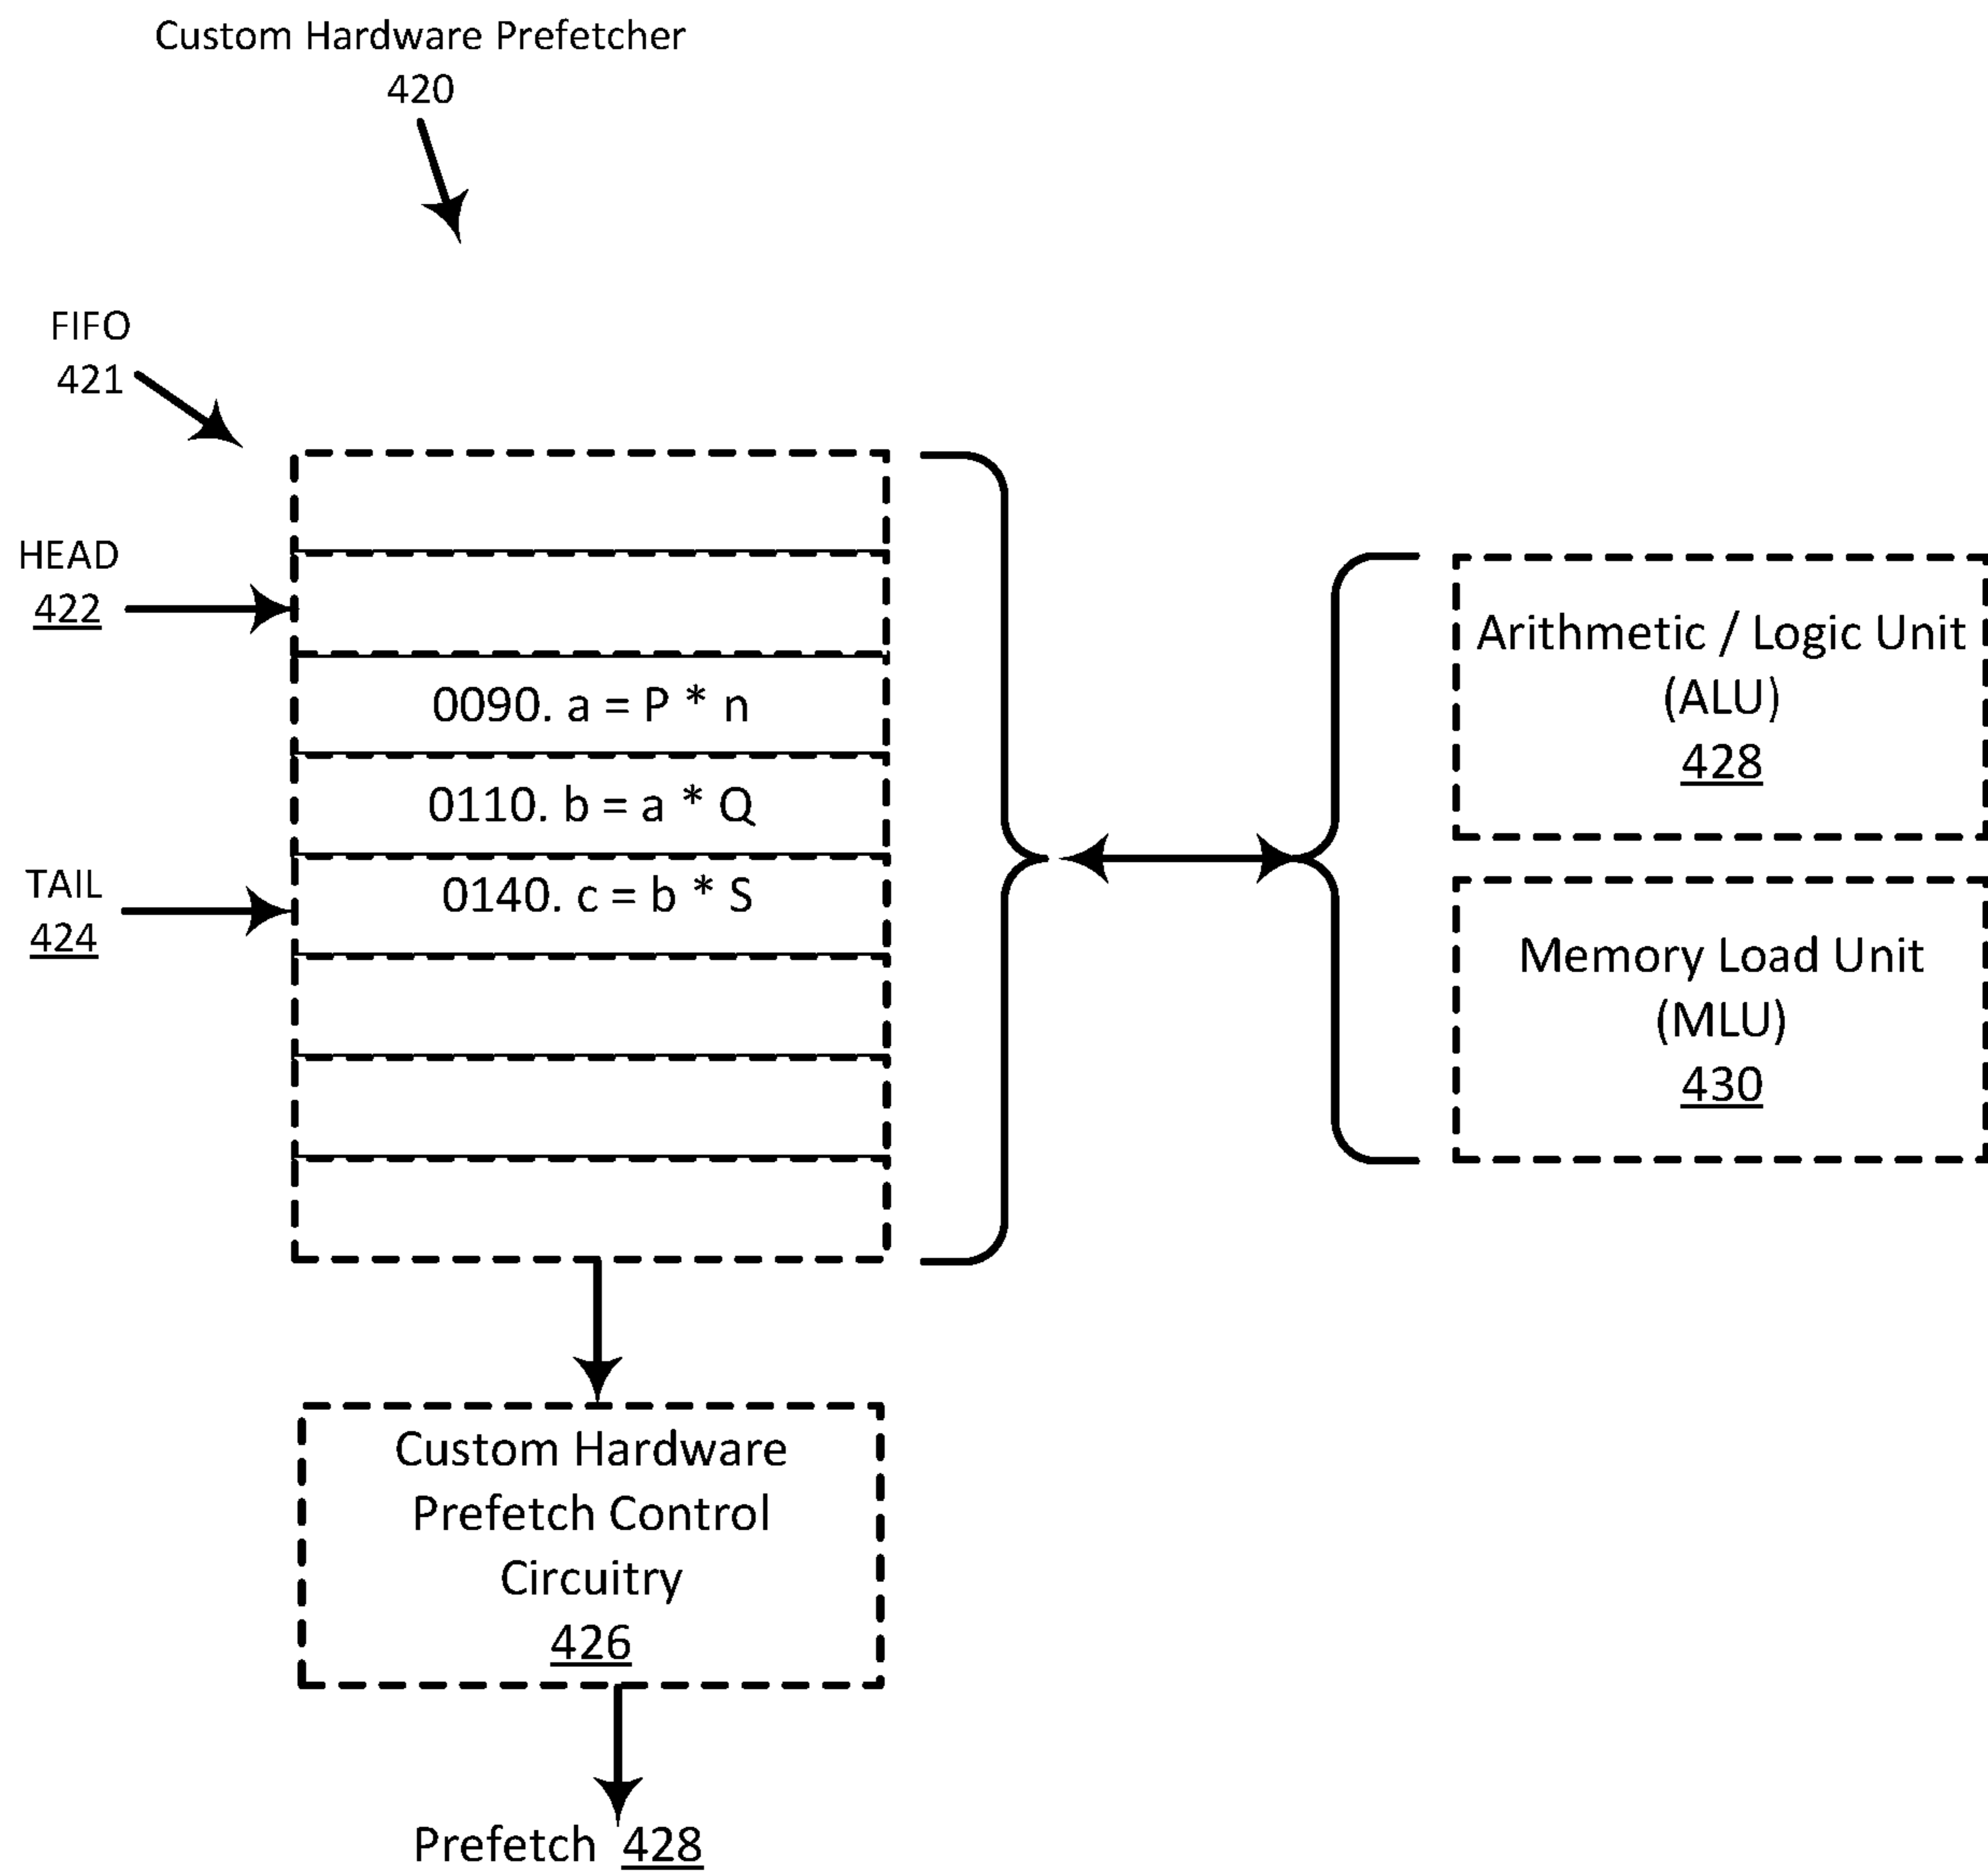 Custom Hardware Prefetcher
420
FIFO
421
HEAD
422
0090. a = P * n
0110. b = a * Q
TAIL
424
0140. c = b * S
Arithmetic / Logic Unit
(ALU)
428
Memory Load Unit
(MLU)
430
Custom Hardware
Prefetch Control
Circuitry
426
Prefetch 428